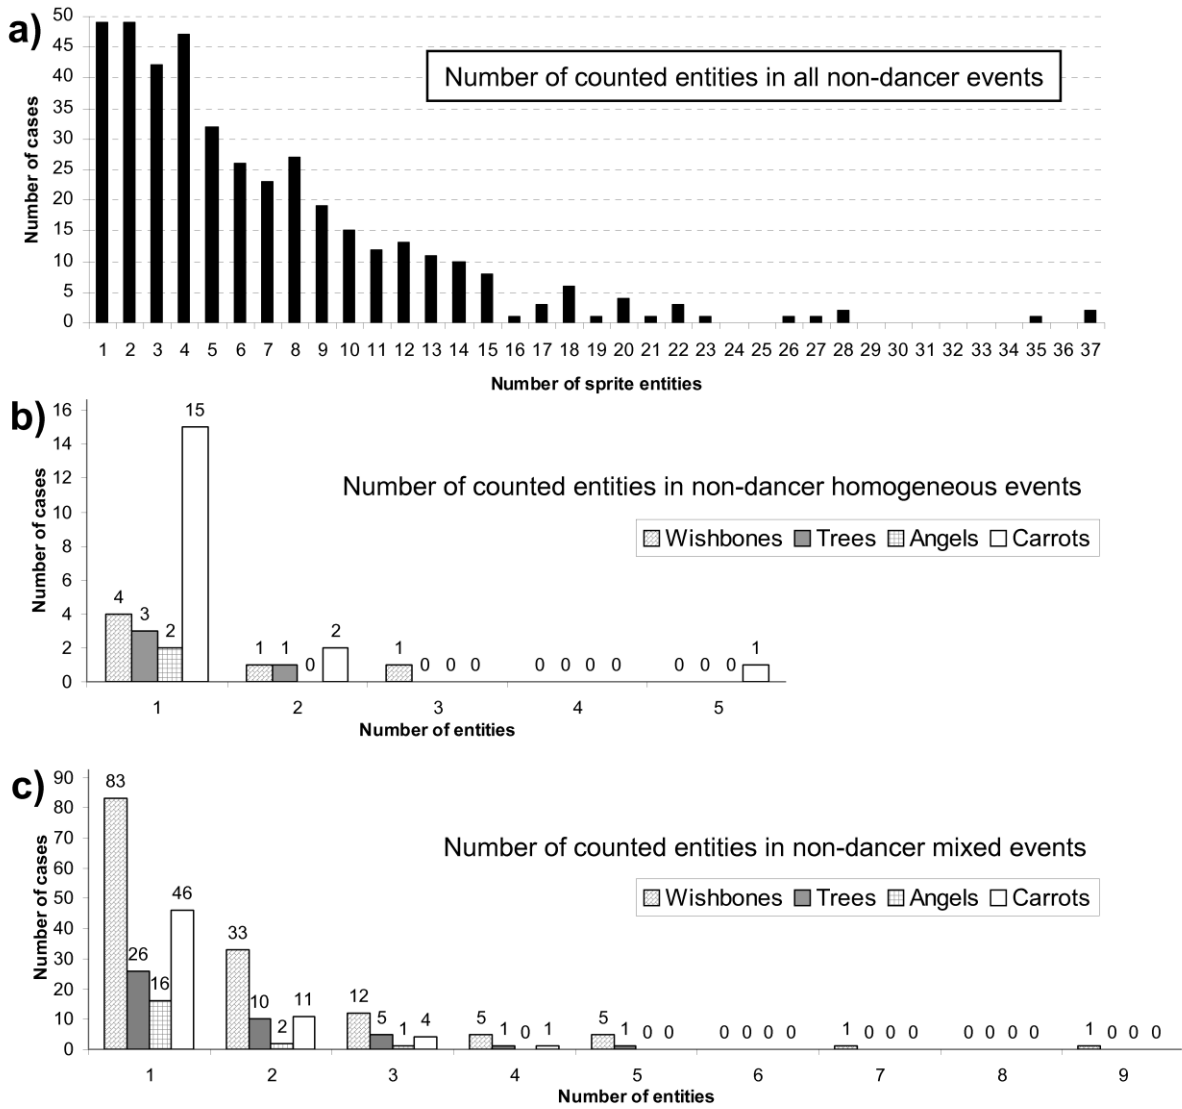 a)
Number of cases
50
45
40
35
30
25
20
15
10
5
0
Number of counted entities in all non-dancer events
1 2 3 4 5 6 7 8 9 10 11 12 13 14 15 16 17 18 19 20 21 22 23 24 25 26 27 28 29 30 31 32 33 34 35 36 37
Number of sprite entities
b)
Number of cases
16
14
12
10
8
6
4
2
0
Number of counted entities in non-dancer homogeneous events
Wishbones Trees Angels Carrots
4 3 2 15 1 1 0 2 1 0 0 0 0 0 0 0 0 0 0 1
1 2 3 4 5
Number of entities
c)
Number of cases
90
80
70
60
50
40
30
20
10
0
Number of counted entities in non-dancer mixed events
Wishbones Trees Angels Carrots
83 26 16 46 33 10 2 11 12 5 1 4 5 1 0 1 5 1 0 0 0 0 0 0 1 0 0 0 0 0 0 0 1 0 0 0
1 2 3 4 5 6 7 8 9
Number of entities